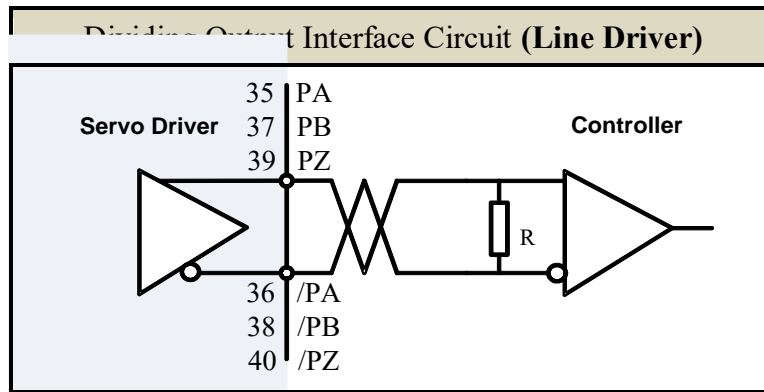 Dividing Output Interface Circuit (Line Driver)
35 PA
Servo Driver 37 PB Controller
39 PZ
R
36 /PA
38 /PB
40 /PZ